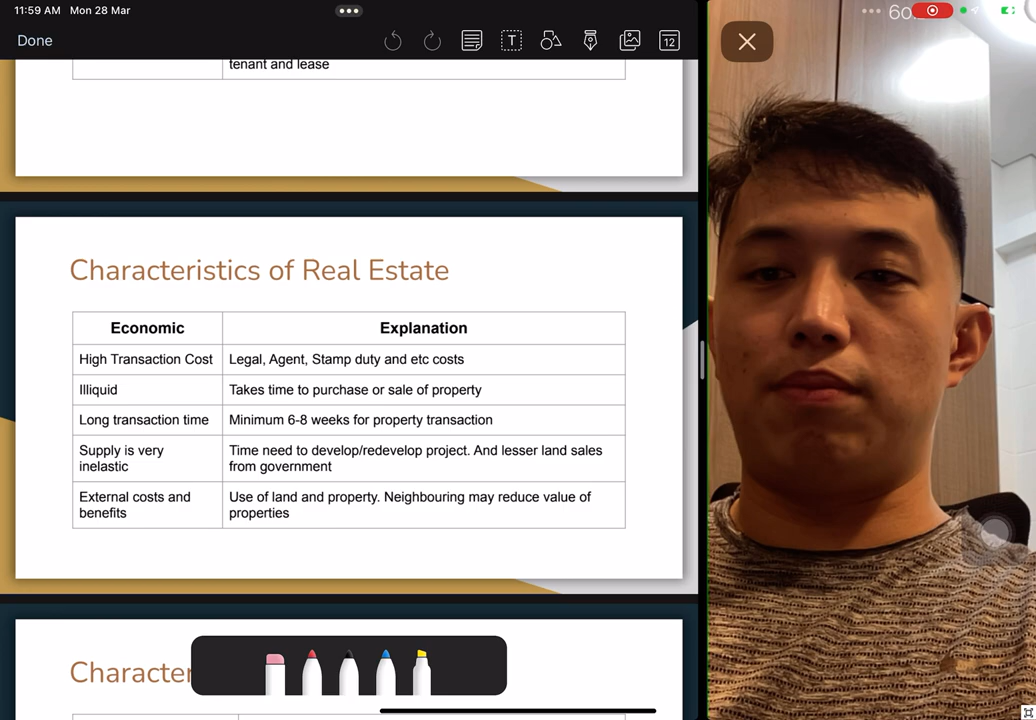 11:59 AM Mon 28 Mar
Done
T
12
tenant and lease
Characteristics of Real Estate
Economic Explanation
High Transaction Cost Legal, Agent, Stamp duty and etc costs
Illiquid Takes time to purchase or sale of property
Long transaction time Minimum 6-8 weeks for property transaction
Supply is very Time need to develop/redevelop project. And lesser land sales
inelastic from government
External costs and Use of land and property. Neighbouring may reduce value of
benefits properties
Character